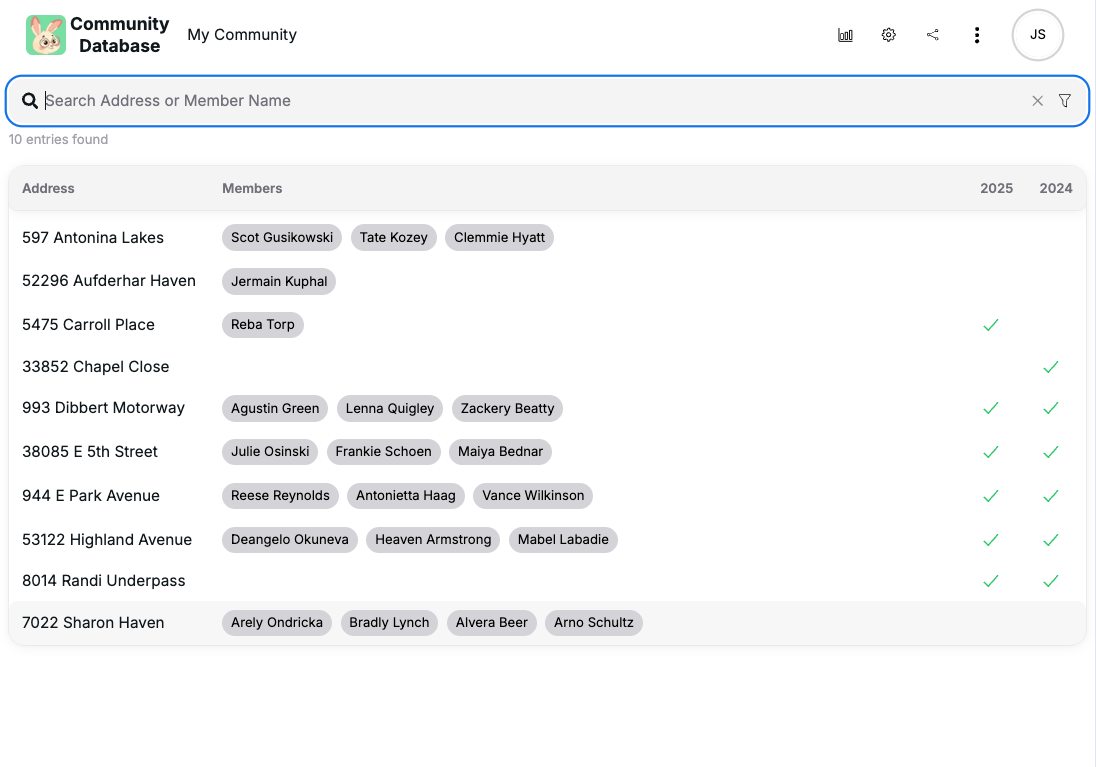 Community
Database
My Community
JS
Search Address or Member Name
10 entries found
Address Members 2025 2024
597 Antonina Lakes Scot Gusikowski Tate Kozey Clemmie Hyatt
52296 Aufderhar Haven Jermain Kuphal
5475 Carroll Place Reba Torp
33852 Chapel Close
993 Dibbert Motorway Agustin Green Lenna Quigley Zackery Beatty
38085 E 5th Street Julie Osinski Frankie Schoen Maiya Bednar
944 E Park Avenue Reese Reynolds Antonietta Haag Vance Wilkinson
53122 Highland Avenue Deangelo Okuneva Heaven Armstrong Mabel Labadie
8014 Randi Underpass
7022 Sharon Haven Arely Ondricka Bradly Lynch Alvera Beer Arno Schultz